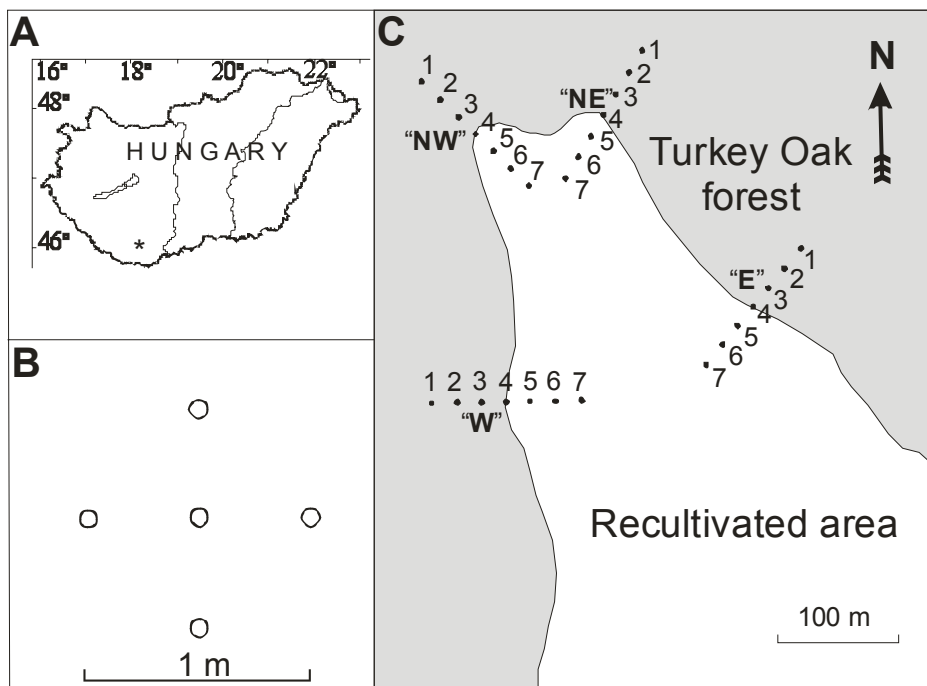 A
16° 18° 20° 22°
48°
HUNGARY
46°
*
B
1 m
C
N
1
2
3
4
5
6
7
"NW"
1
2
3
4
5
6
7
"NE"
Turkey Oak
forest
1
2
3
4
5
6
7
"E"
1 2 3 4 5 6 7
"W"
Recultivated area
100 m